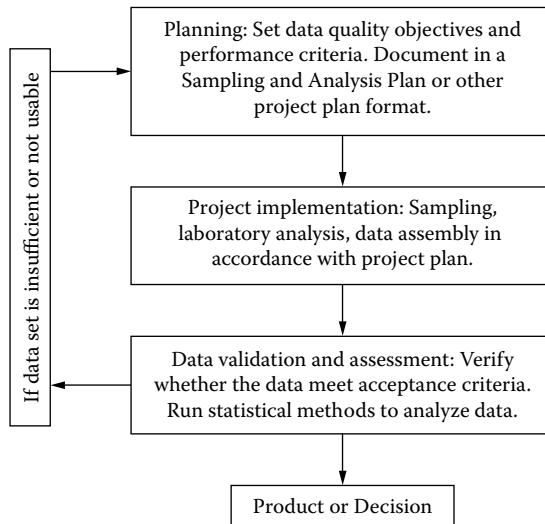 Planning: Set data quality objectives and
performance criteria. Document in a
Sampling and Analysis Plan or other
project plan format.
If data set is insufficient or not usable
Project implementation: Sampling,
laboratory analysis, data assembly in
accordance with project plan.
Data validation and assessment: Verify
whether the data meet acceptance criteria.
Run statistical methods to analyze data.
Product or Decision